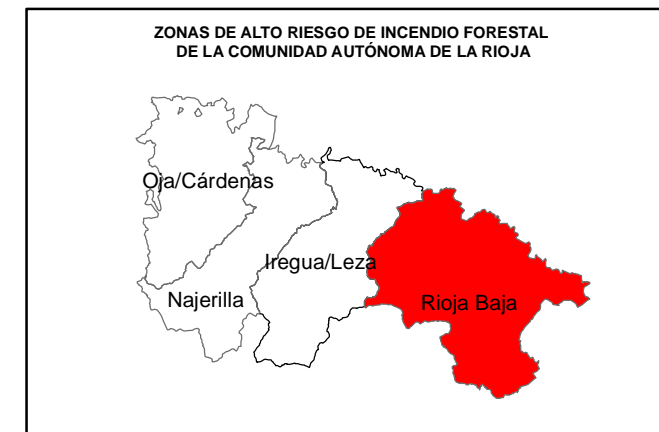 ZONAS DE ALTO RIESGO DE INCENDIO FORESTAL
DE LA COMUNIDAD AUTÓNOMA DE LA RIOJA
Oja/Cárdenas
Iregua/Leza
Najerilla
Rioja Baja